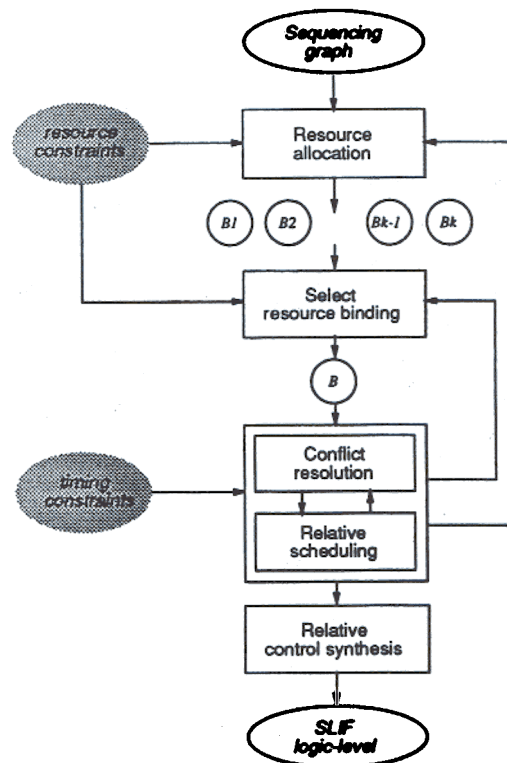 Sequencing
graph
resource
constraints
Resource
allocation
B1 B2 Bk-1 Bk
Select
resource binding
B
Conflict
resolution
timing
constraints
Relative
scheduling
Relative
control synthesis
SLIF
logic-level